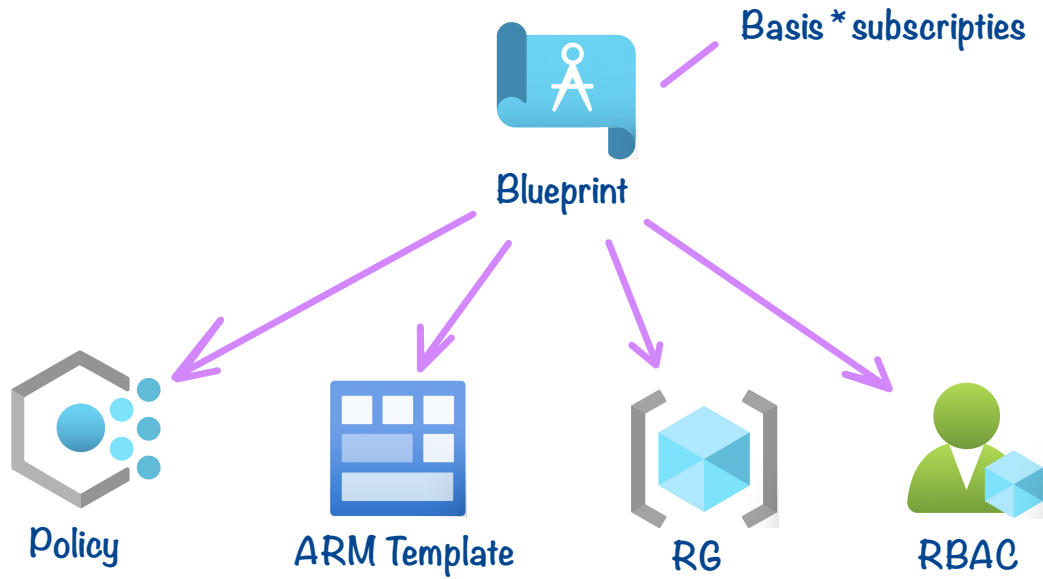 Basis * subscripties
Blueprint
Policy
ARM Template
RG
RBAC